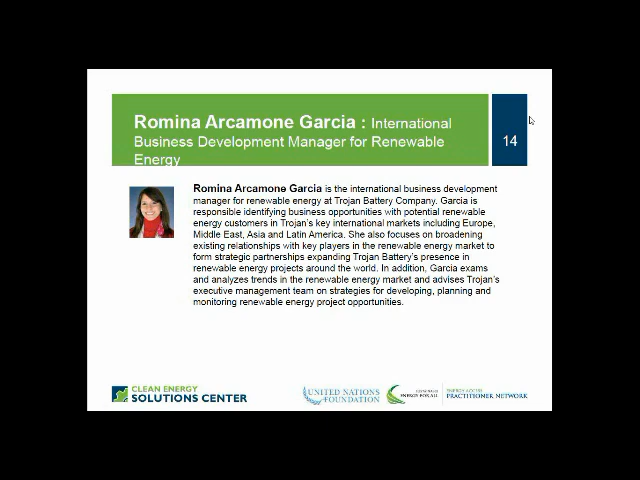 Romina Arcamone Garcia : International
Business Development Manager for Renewable
Energy
14
Romina Arcamone Garcia is the international business development
manager for renewable energy at Trojan Battery Company. Garcia is
responsible identifying business opportunities with potential renewable
energy customers in Trojan's key international markets including Europe,
Middle East, Asia and Latin America. She also focuses on broadening
existing relationships with key players in the renewable energy market to
form strategic partnerships expanding Trojan Battery's presence in
renewable energy projects around the world. In addition, Garcia exams
and analyzes trends in the renewable energy market and advises Trojan's
executive management team on strategies for developing, planning and
monitoring renewable energy project opportunities.
CLEAN ENERGY
SOLUTIONS CENTER
UNITED NATIONS
FOUNDATION
ENERGY FOR ALL
ENERGY ACCESS
PRACTITIONER NETWORK